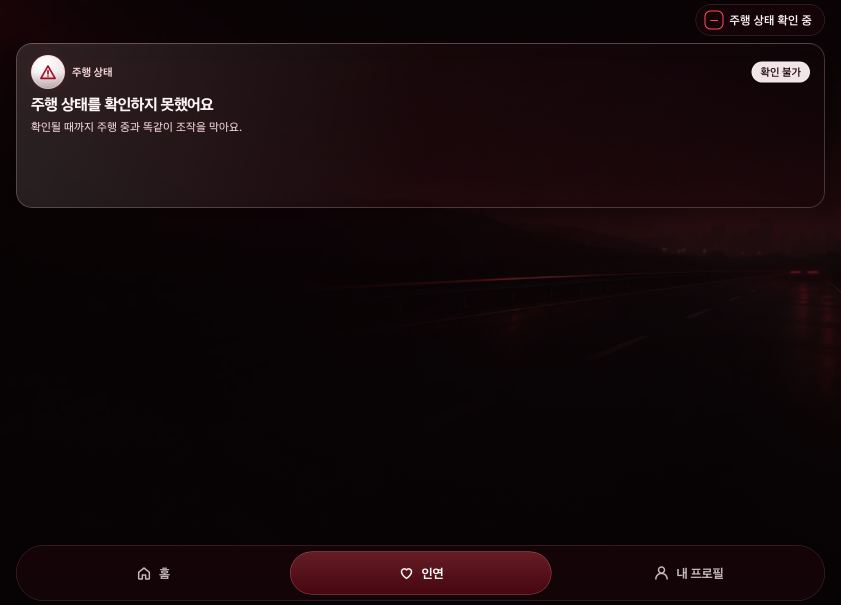 주행 상태 확인 중
주행 상태
확인 불가
주행 상태를 확인하지 못했어요
확인될 때까지 주행 중과 똑같이 조작을 막아요.
홈
인연
내 프로필